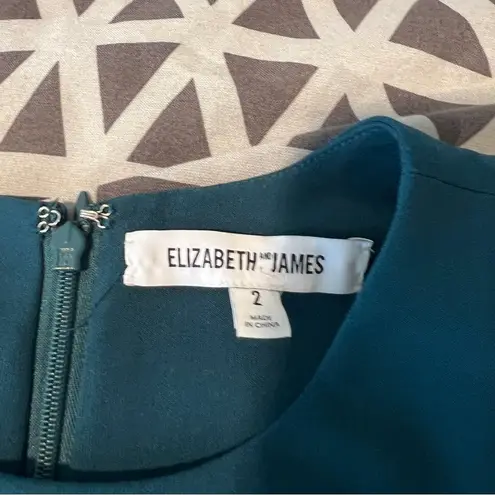 ELIZABETH AND JAMES
2
MADE
IN CHINA